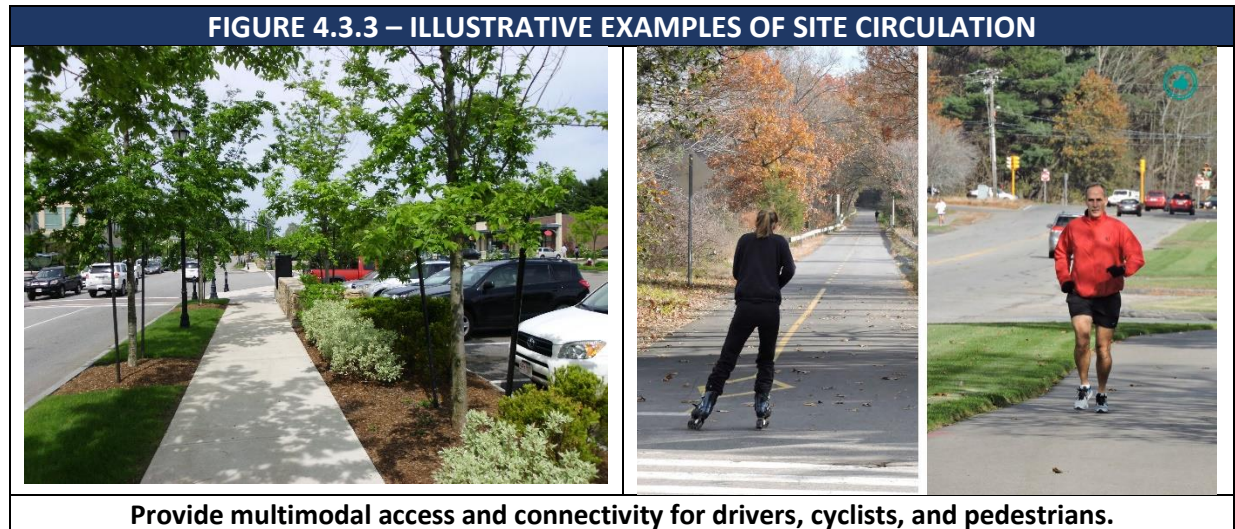 FIGURE 4.3.3 – ILLUSTRATIVE EXAMPLES OF SITE CIRCULATION
Provide multimodal access and connectivity for drivers, cyclists, and pedestrians.